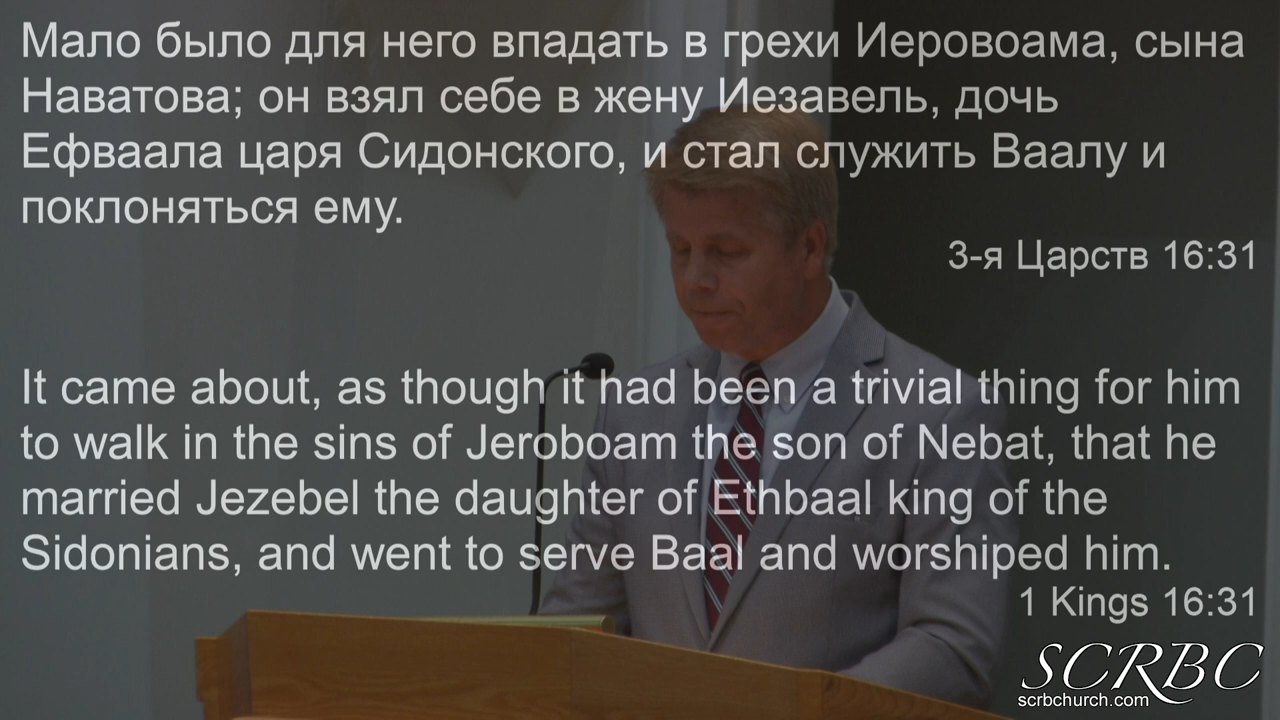 Мало было для него впадать в грехи Иеровоама, сына
Наватова; он взял себе в жену Иезавель, дочь
Ефваала царя Сидонского, и стал служить Ваалу и
поклоняться ему.
3-я Царств 16:31
It came about, as though it had been a trivial thing for him
to walk in the sins of Jeroboam the son of Nebat, that he
married Jezebel the daughter of Ethbaal king of the
Sidonians, and went to serve Baal and worshiped him.
1 Kings 16:31
SCRBC
scrbchurch.com